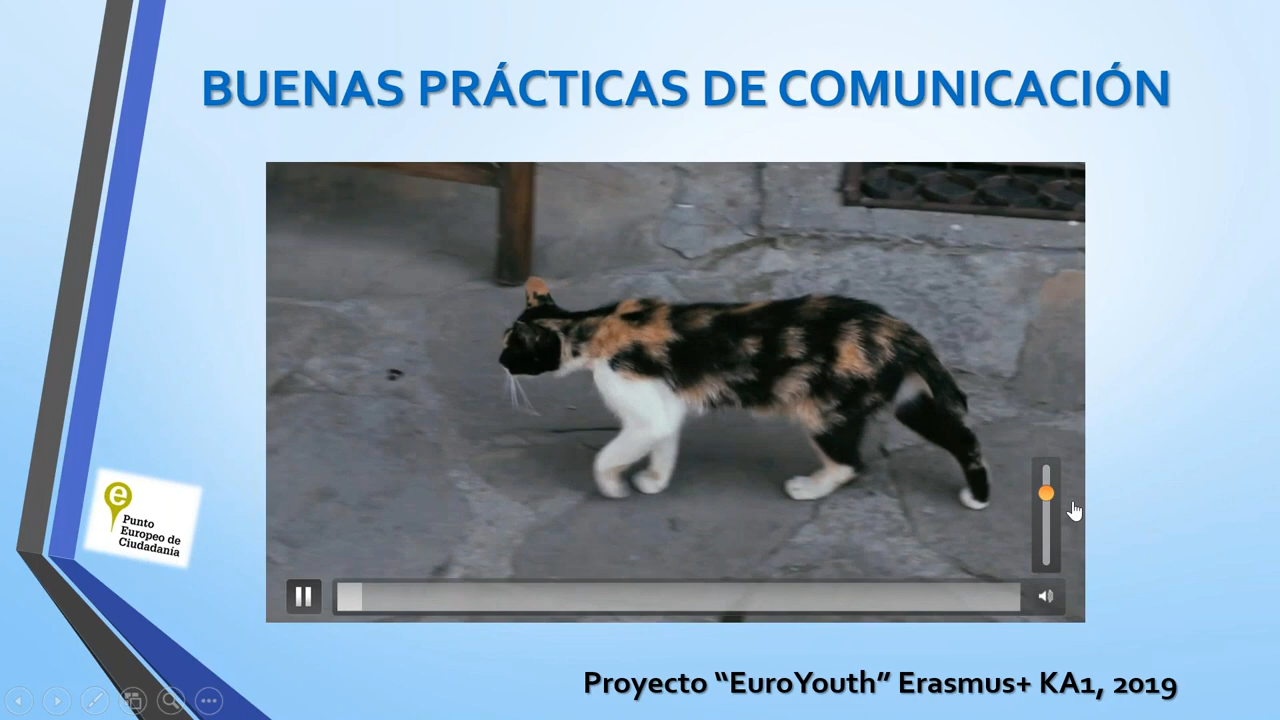 BUENAS PRÁCTICAS DE COMUNICACIÓN
e
Punto
Europeo de
Ciudadanía
Proyecto “EuroYouth” Erasmus+ KA1, 2019